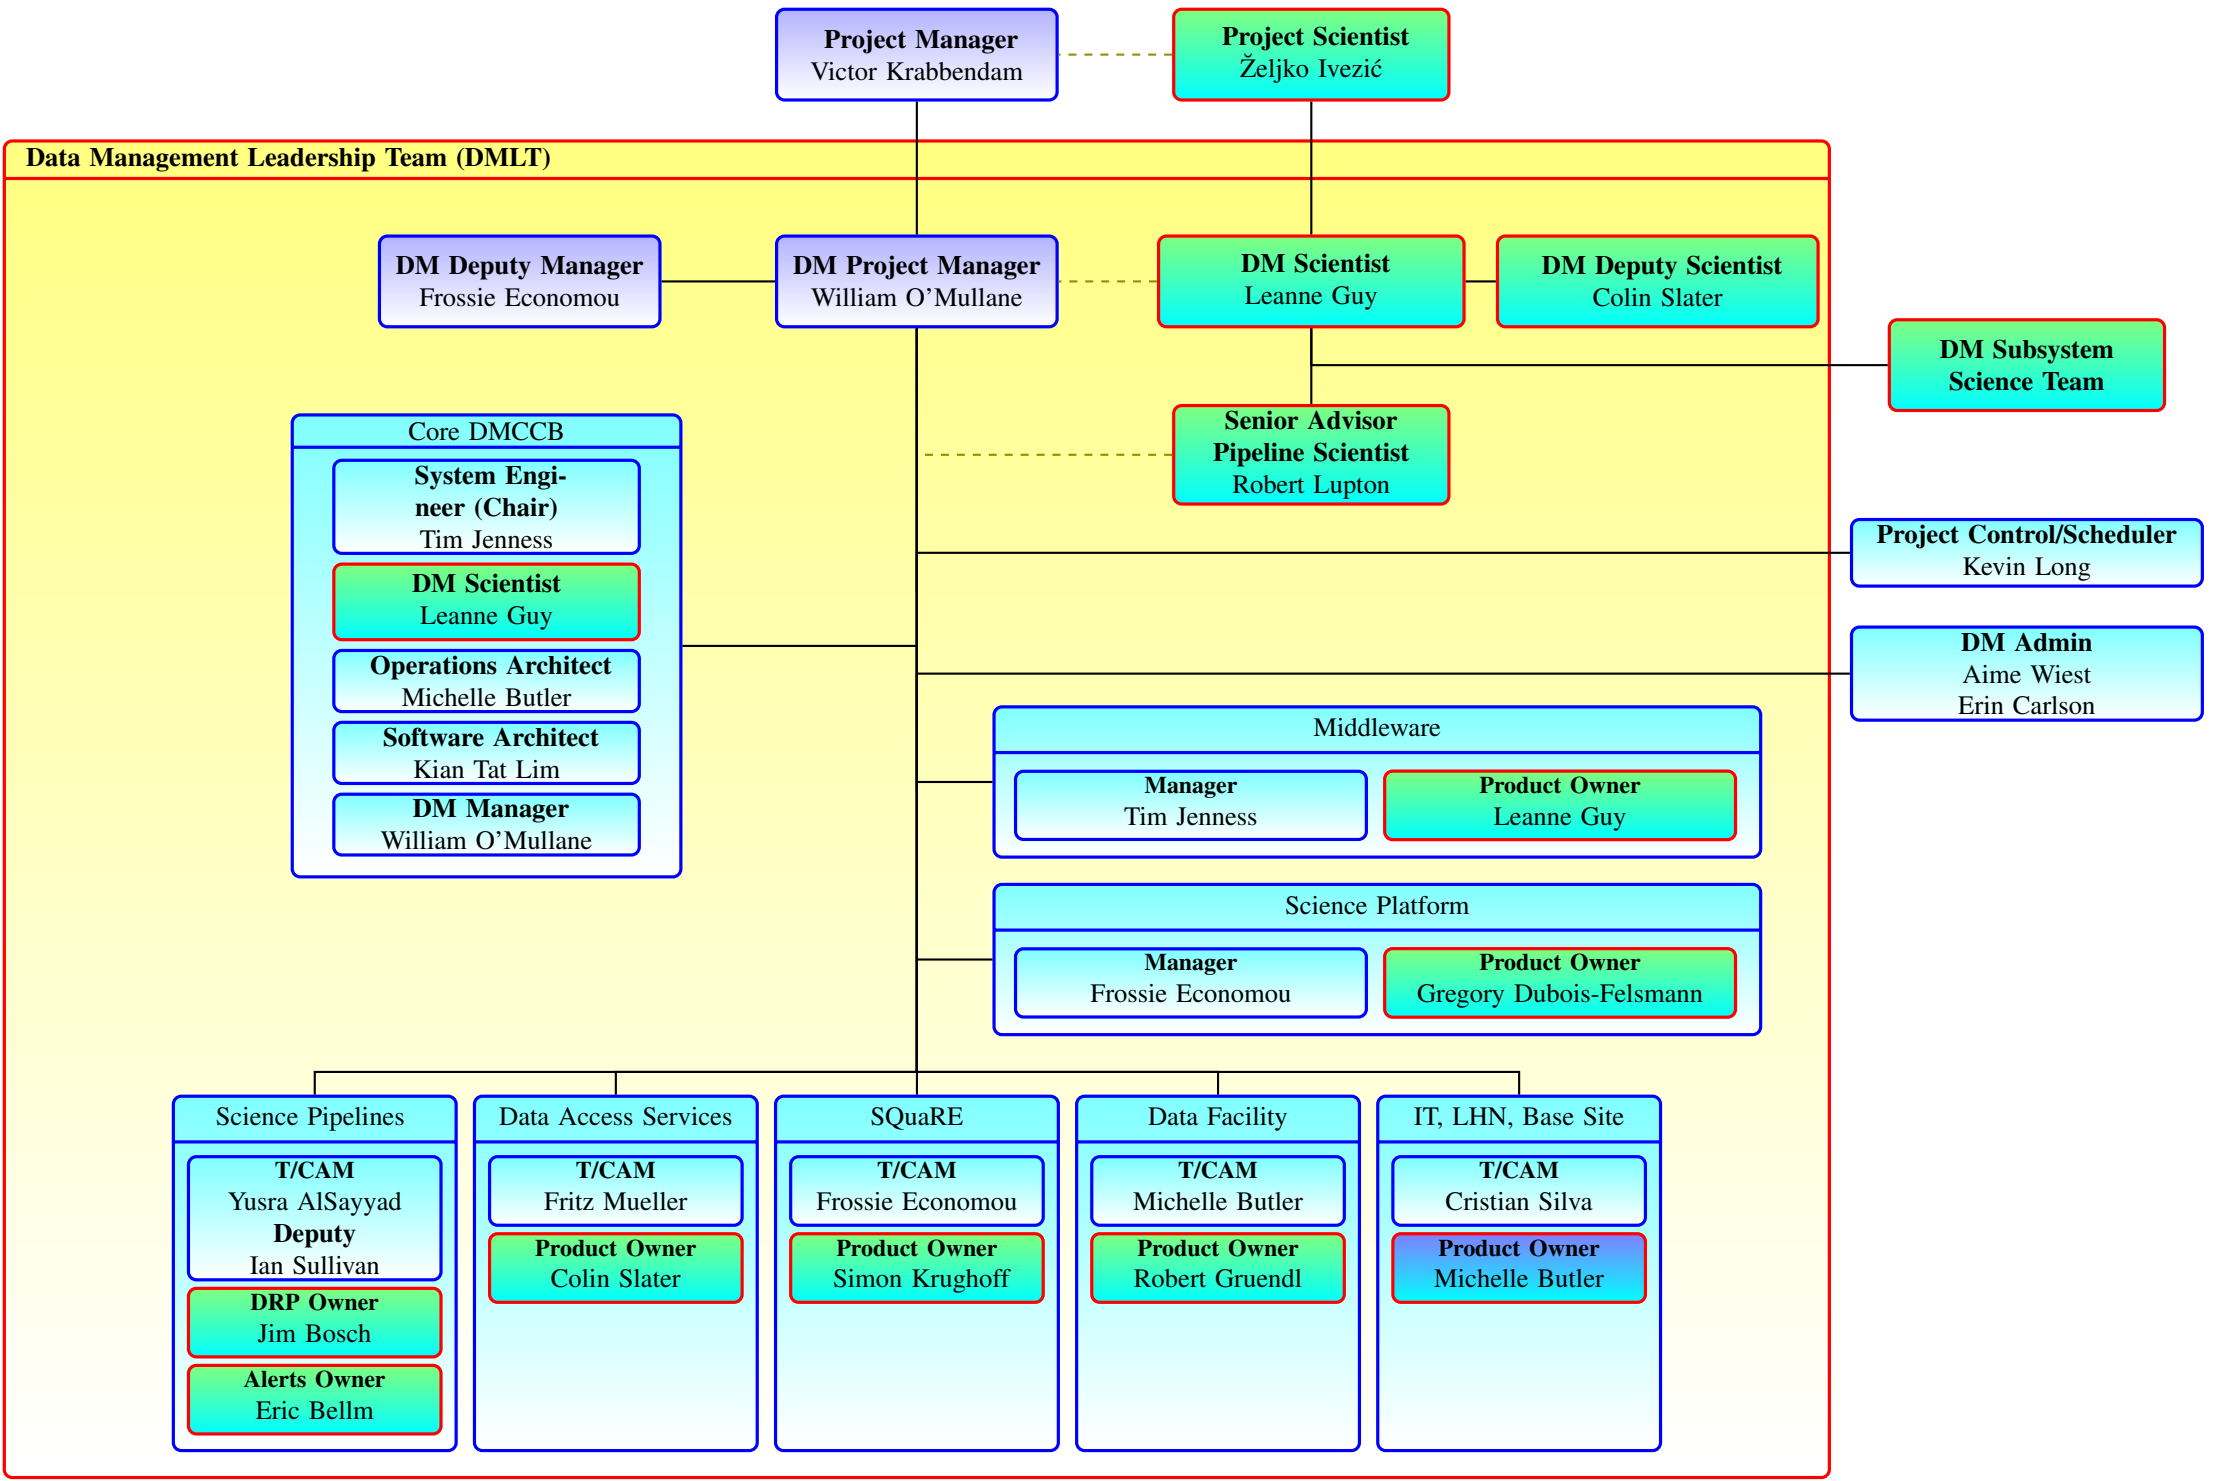 Project Manager
Victor Krabbendam
Project Scientist
Željko Ivezić
Data Management Leadership Team (DMLT)
DM Deputy Manager
Frossie Economou
DM Project Manager
William O'Mullane
DM Scientist
Leanne Guy
DM Deputy Scientist
Colin Slater
DM Subsystem
Science Team
Senior Advisor
Pipeline Scientist
Robert Lupton
Core DMCCB
System Engi-
neer (Chair)
Tim Jenness
DM Scientist
Leanne Guy
Operations Architect
Michelle Butler
Software Architect
Kian Tat Lim
DM Manager
William O'Mullane
Project Control/Scheduler
Kevin Long
DM Admin
Aime Wiest
Erin Carlson
Middleware
Manager
Tim Jenness
Product Owner
Leanne Guy
Science Platform
Manager
Frossie Economou
Product Owner
Gregory Dubois-Felsmann
Science Pipelines
T/CAM
Yusra AlSayyad
Deputy
Ian Sullivan
DRP Owner
Jim Bosch
Alerts Owner
Eric Bellm
Data Access Services
T/CAM
Fritz Mueller
Product Owner
Colin Slater
SQuaRE
T/CAM
Frossie Economou
Product Owner
Simon Krughoff
Data Facility
T/CAM
Michelle Butler
Product Owner
Robert Gruendl
IT, LHN, Base Site
T/CAM
Cristian Silva
Product Owner
Michelle Butler